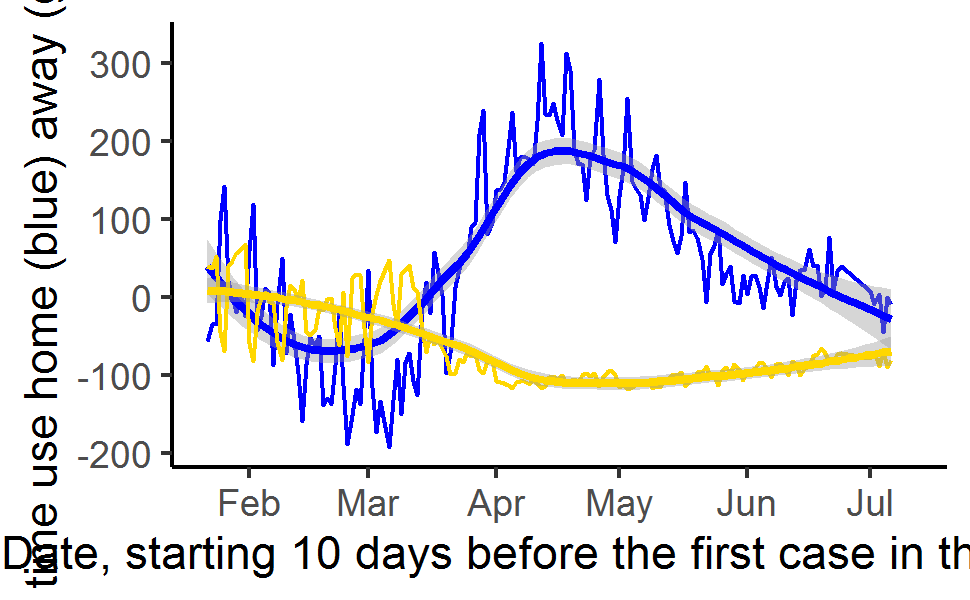 time use home (blue) away (
300
200
100
0
-100
-200
Feb Mar Apr May Jun Jul
Date, starting 10 days before the first case in th